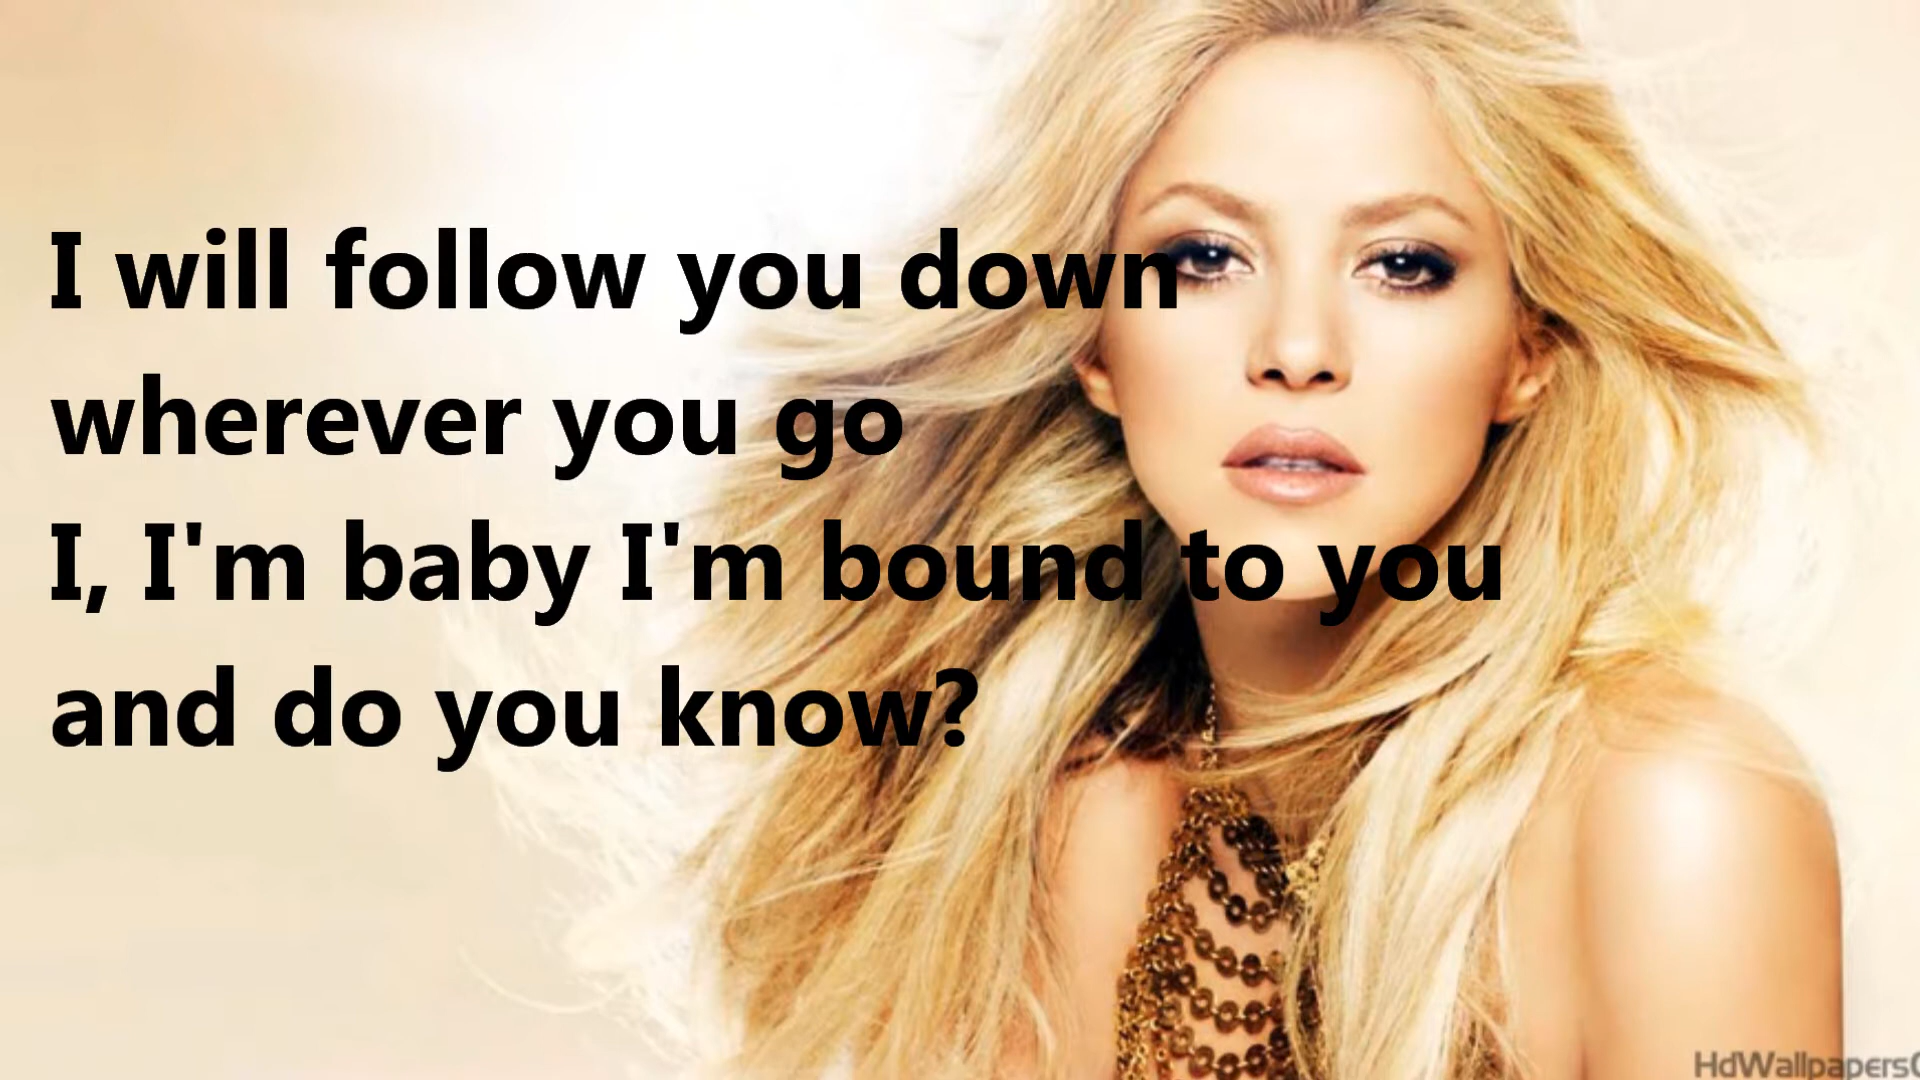 I will follow you down
wherever you go
I, I'm baby I'm bound to you
and do you know?
HdWallpapers